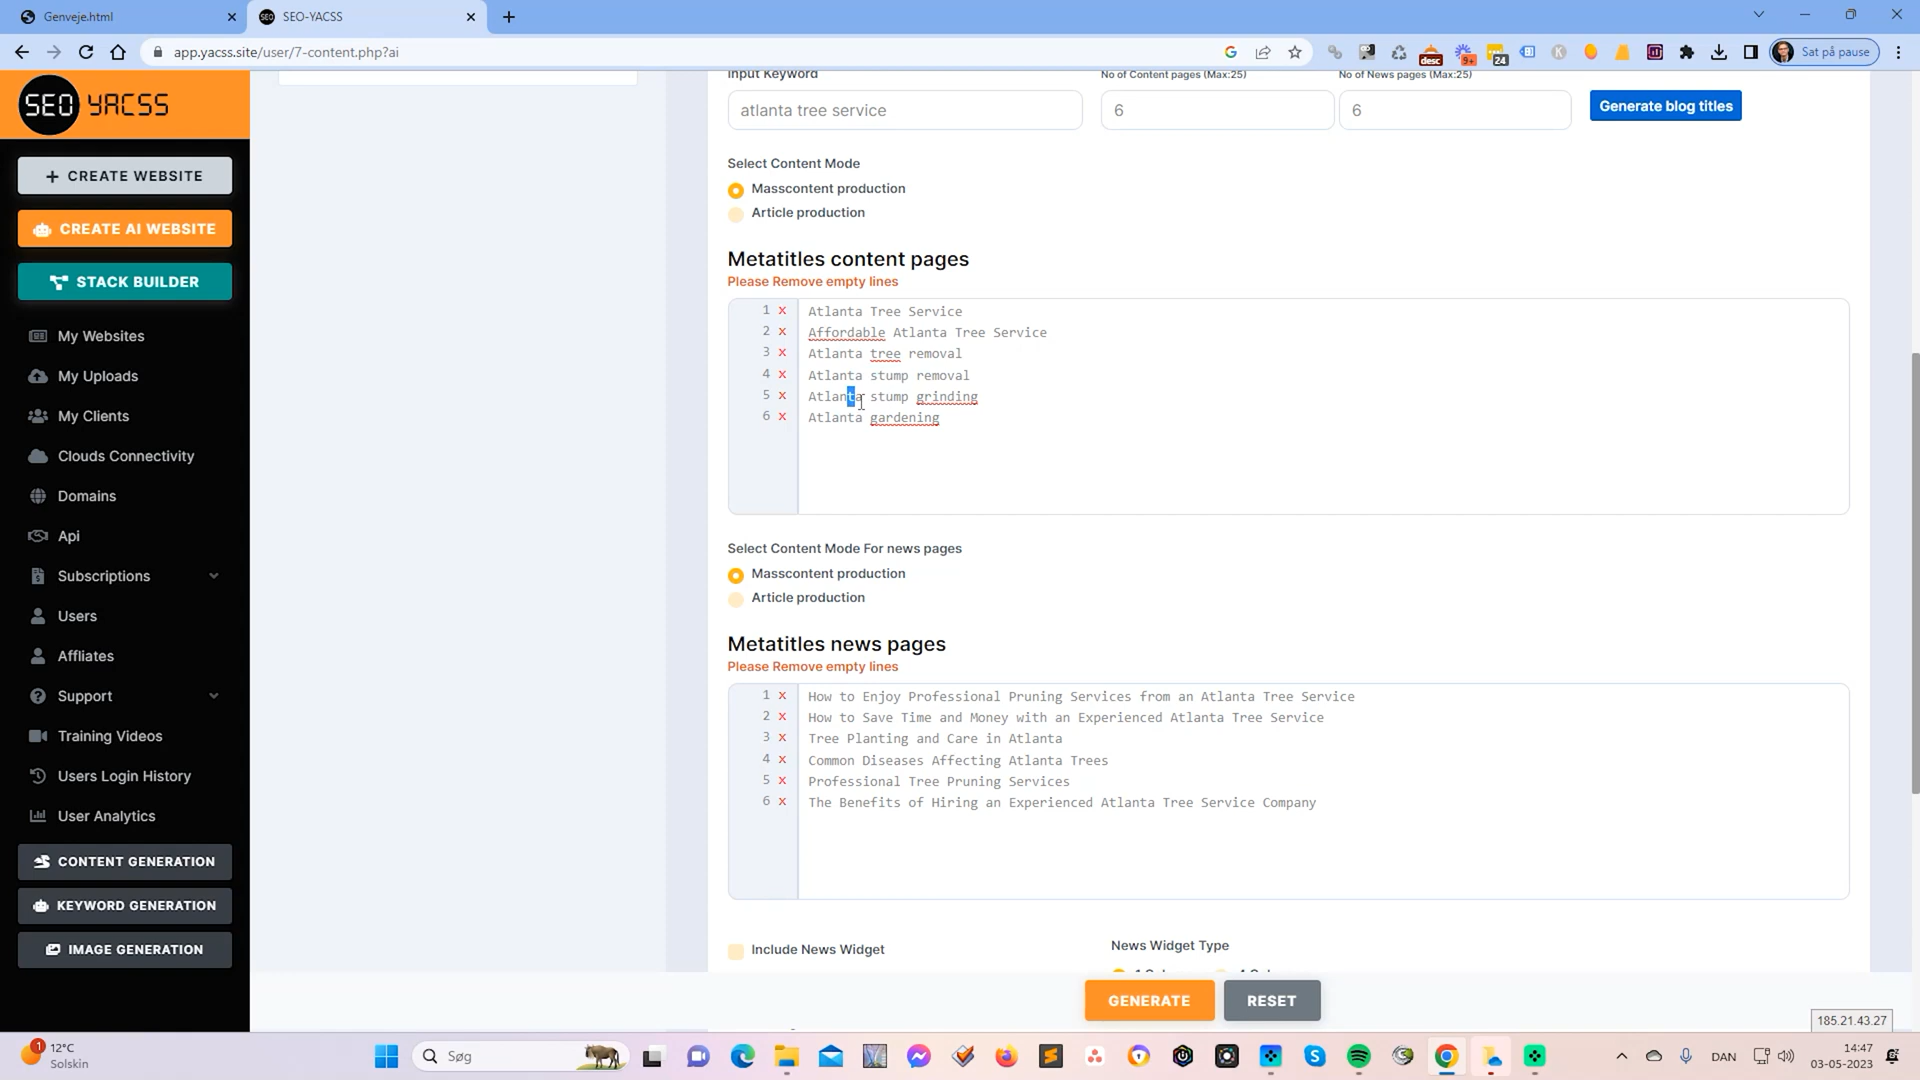 Genveje.html
SEO-YACSS
app.yacss.site/user/7-content.php?ai
desc
9+
24
Sat på pause
SEO YACSS
+ CREATE WEBSITE
CREATE AI WEBSITE
STACK BUILDER
My Websites
My Uploads
My Clients
Clouds Connectivity
Domains
Api
Subscriptions
Users
Affliates
Support
Training Videos
Users Login History
User Analytics
CONTENT GENERATION
KEYWORD GENERATION
IMAGE GENERATION
Input Keyword
No of Content pages (Max:25)
No of News pages (Max:25)
atlanta tree service
6
6
Generate blog titles
Select Content Mode
Masscontent production
Article production
Metatitles content pages
Please Remove empty lines
1 x Atlanta Tree Service
2 x Affordable Atlanta Tree Service
3 x Atlanta tree removal
4 x Atlanta stump removal
5 x Atlanta stump grinding
6 x Atlanta gardening
Select Content Mode For news pages
Masscontent production
Article production
Metatitles news pages
Please Remove empty lines
1 x How to Enjoy Professional Pruning Services from an Atlanta Tree Service
2 x How to Save Time and Money with an Experienced Atlanta Tree Service
3 x Tree Planting and Care in Atlanta
4 x Common Diseases Affecting Atlanta Trees
5 x Professional Tree Pruning Services
6 x The Benefits of Hiring an Experienced Atlanta Tree Service Company
Include News Widget
News Widget Type
GENERATE
RESET
185.21.43.27
1
12°C
Solskin
Søg
DAN
14:47
03-05-2023